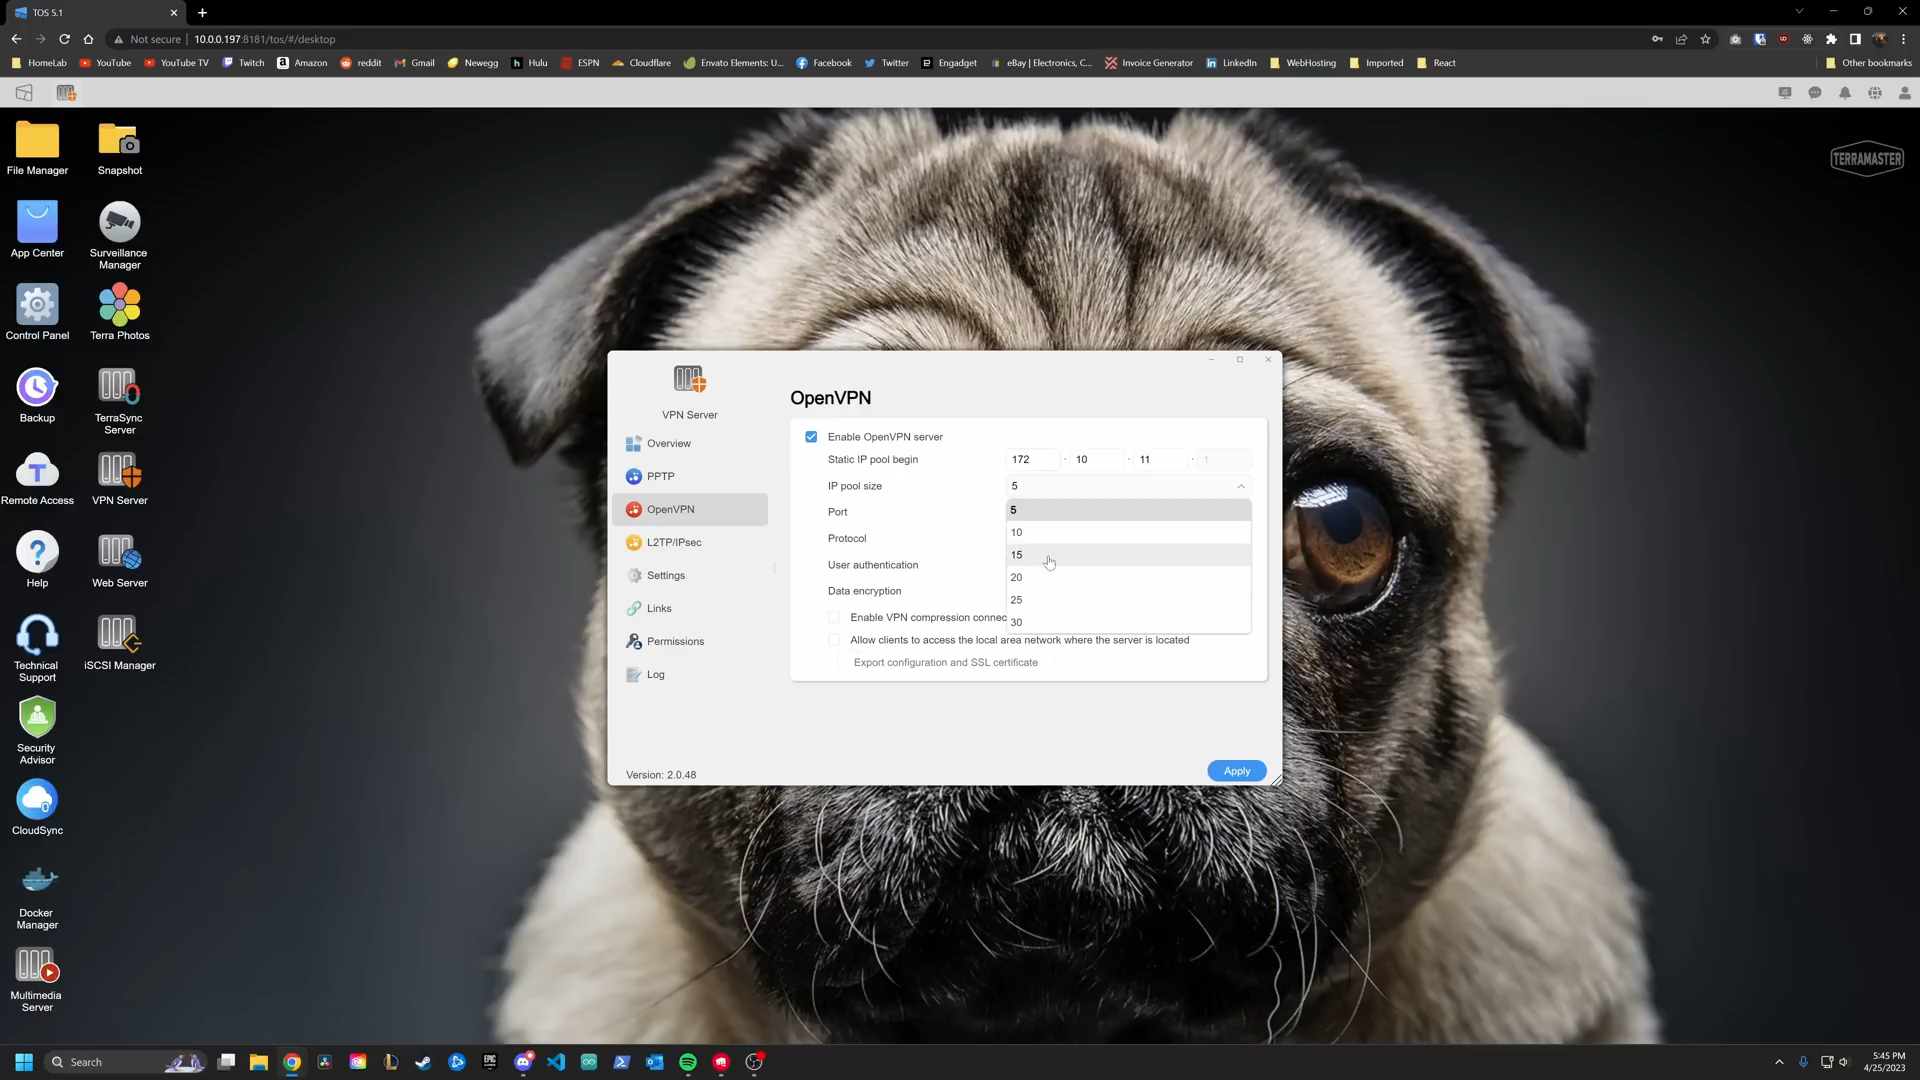 TOS 5.1
Not secure
10.0.0.197:8181/tos/#/desktop
HomeLab
YouTube
YouTube TV
Twitch
Amazon
reddit
Gmail
Newegg
Hulu
ESPN
Cloudflare
Envato Elements: U...
Facebook
Twitter
Engadget
eBay | Electronics, C...
Invoice Generator
LinkedIn
WebHosting
Imported
React
Other bookmarks
TERRAMASTER
File Manager
Snapshot
App Center
Surveillance
Manager
Control Panel
Terra Photos
Backup
TerraSync
Server
Remote Access
VPN Server
Help
Web Server
Technical
Support
iSCSI Manager
Security
Advisor
CloudSync
Docker
Manager
Multimedia
Server
VPN Server
Overview
PPTP
OpenVPN
L2TP/IPsec
Settings
Links
Permissions
Log
Version: 2.0.48
OpenVPN
Enable OpenVPN server
Static IP pool begin
172 . 10 . 11 . 1
IP pool size
5
Port
Protocol
User authentication
Data encryption
5
10
15
20
25
30
Enable VPN compression connec
Allow clients to access the local area network where the server is located
Export configuration and SSL certificate
Apply
Search
EPIC
5:45 PM
4/25/2023